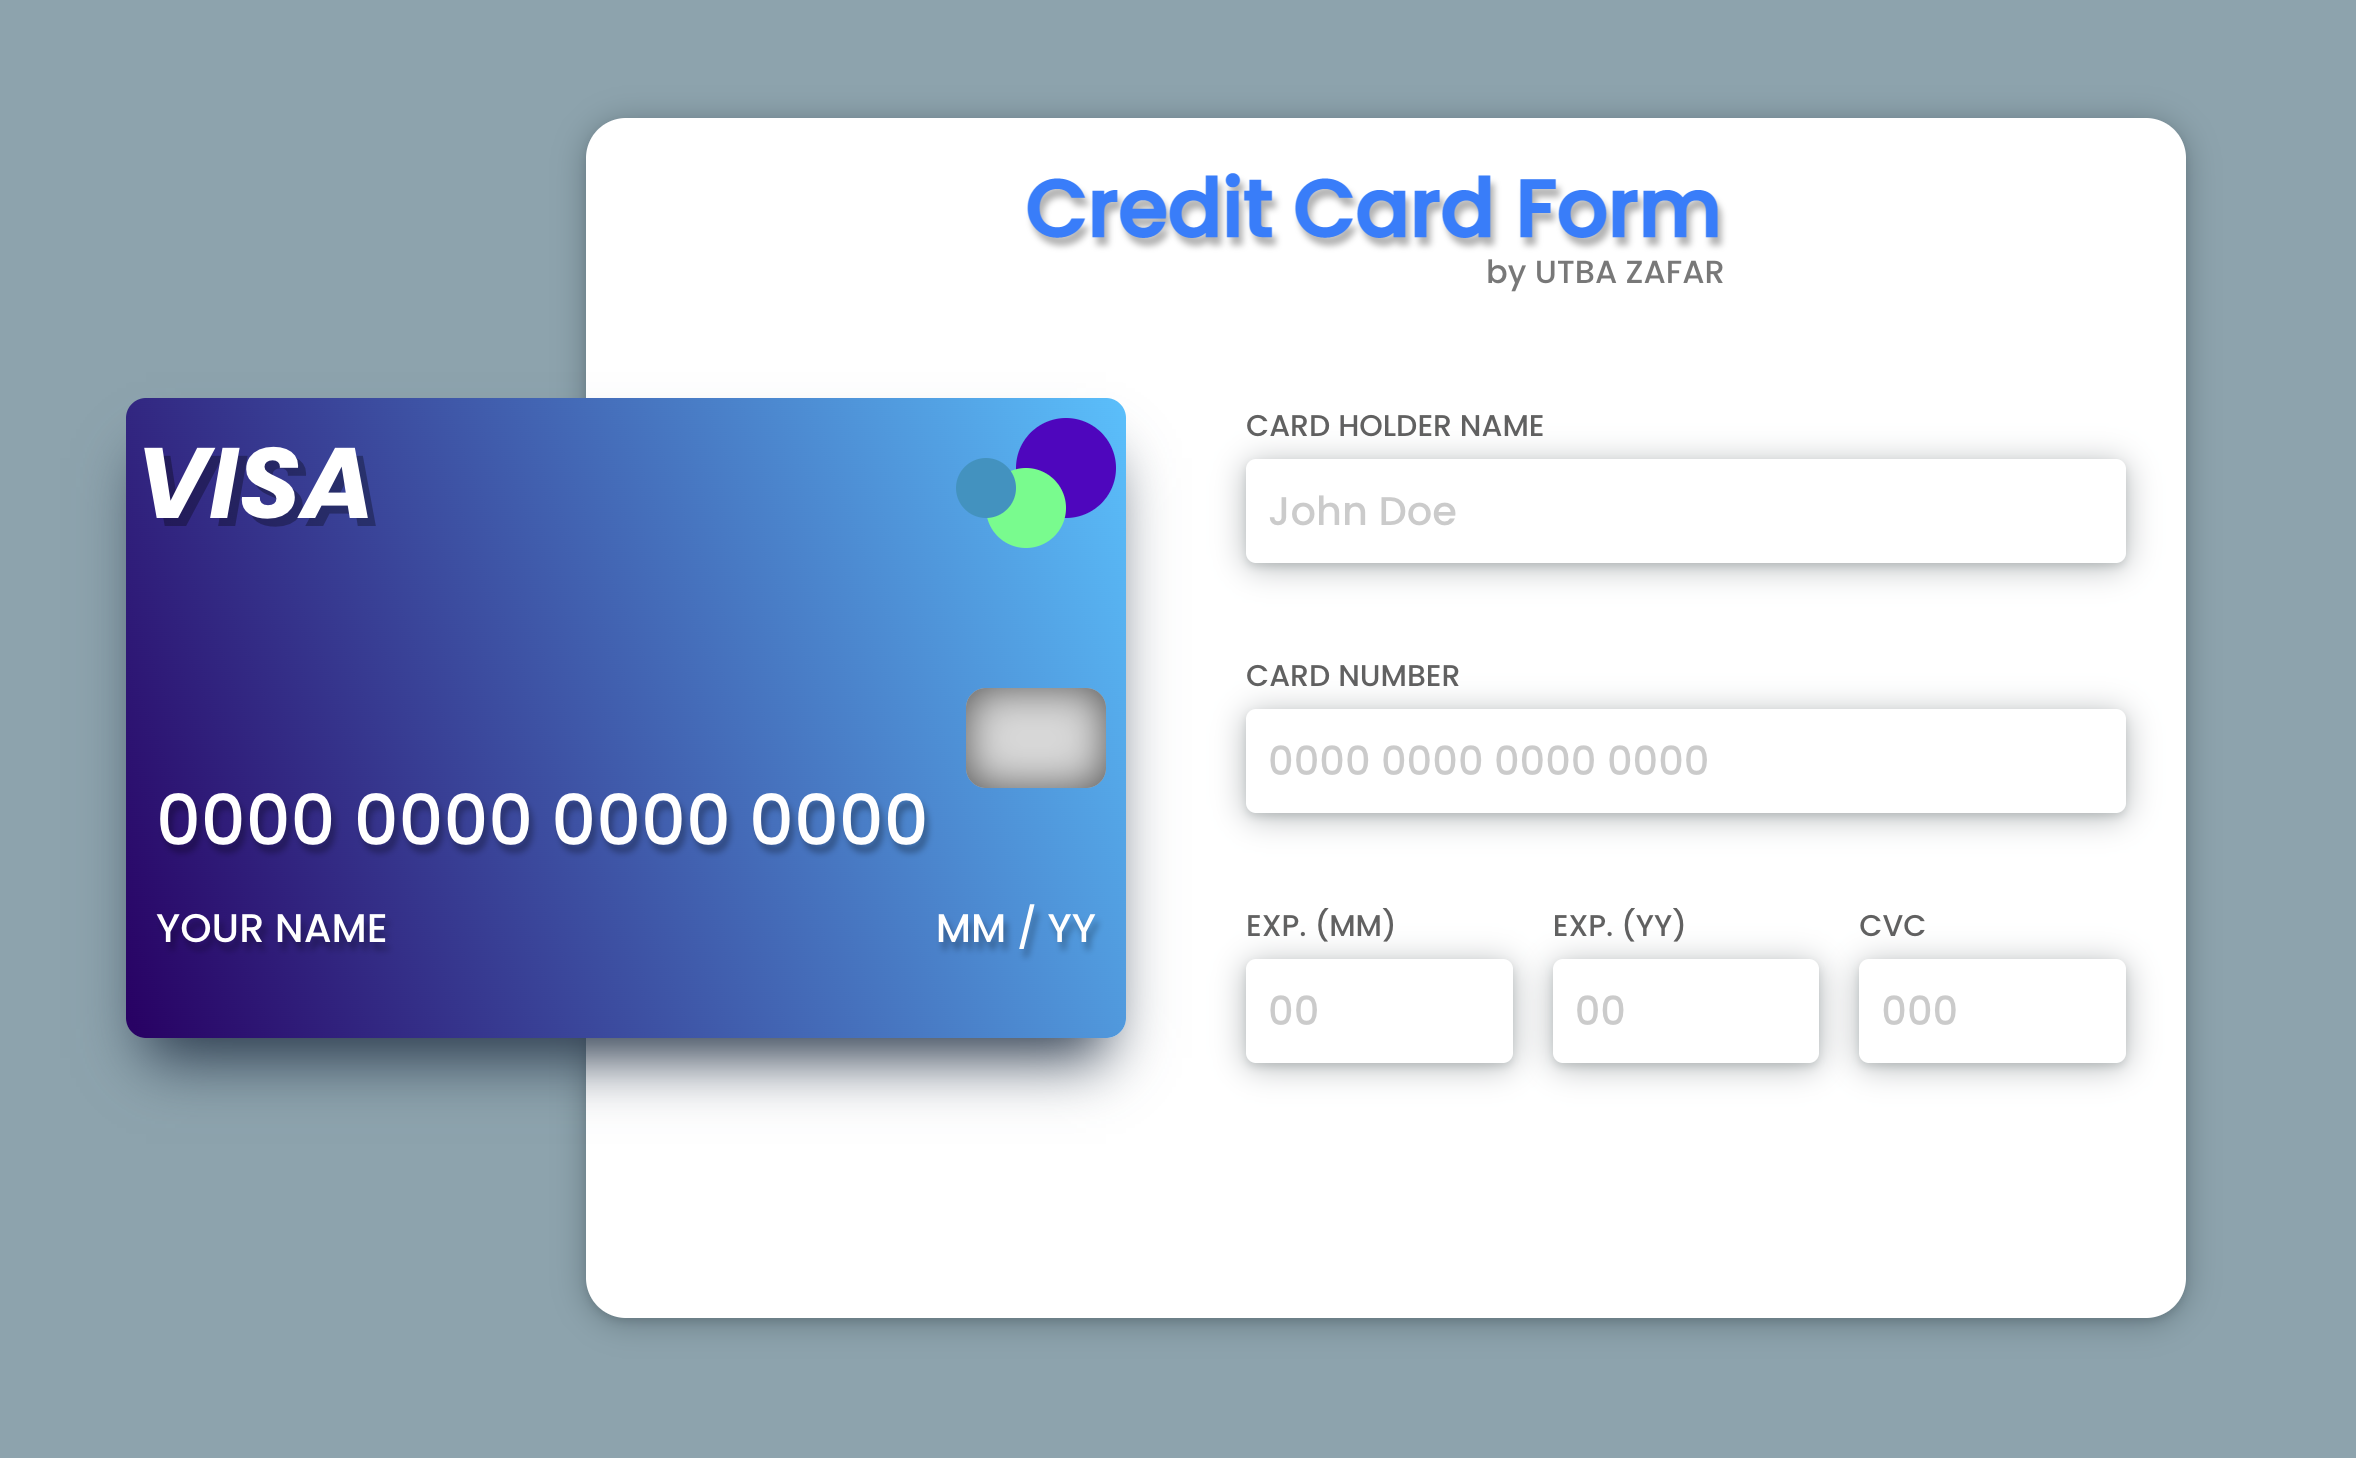 Credit Card Form
by UTBA ZAFAR
VISA
0000 0000 0000 0000
YOUR NAME
MM / YY
CARD HOLDER NAME
John Doe
CARD NUMBER
0000 0000 0000 0000
EXP. (MM)
EXP. (YY)
CVC
00
00
000